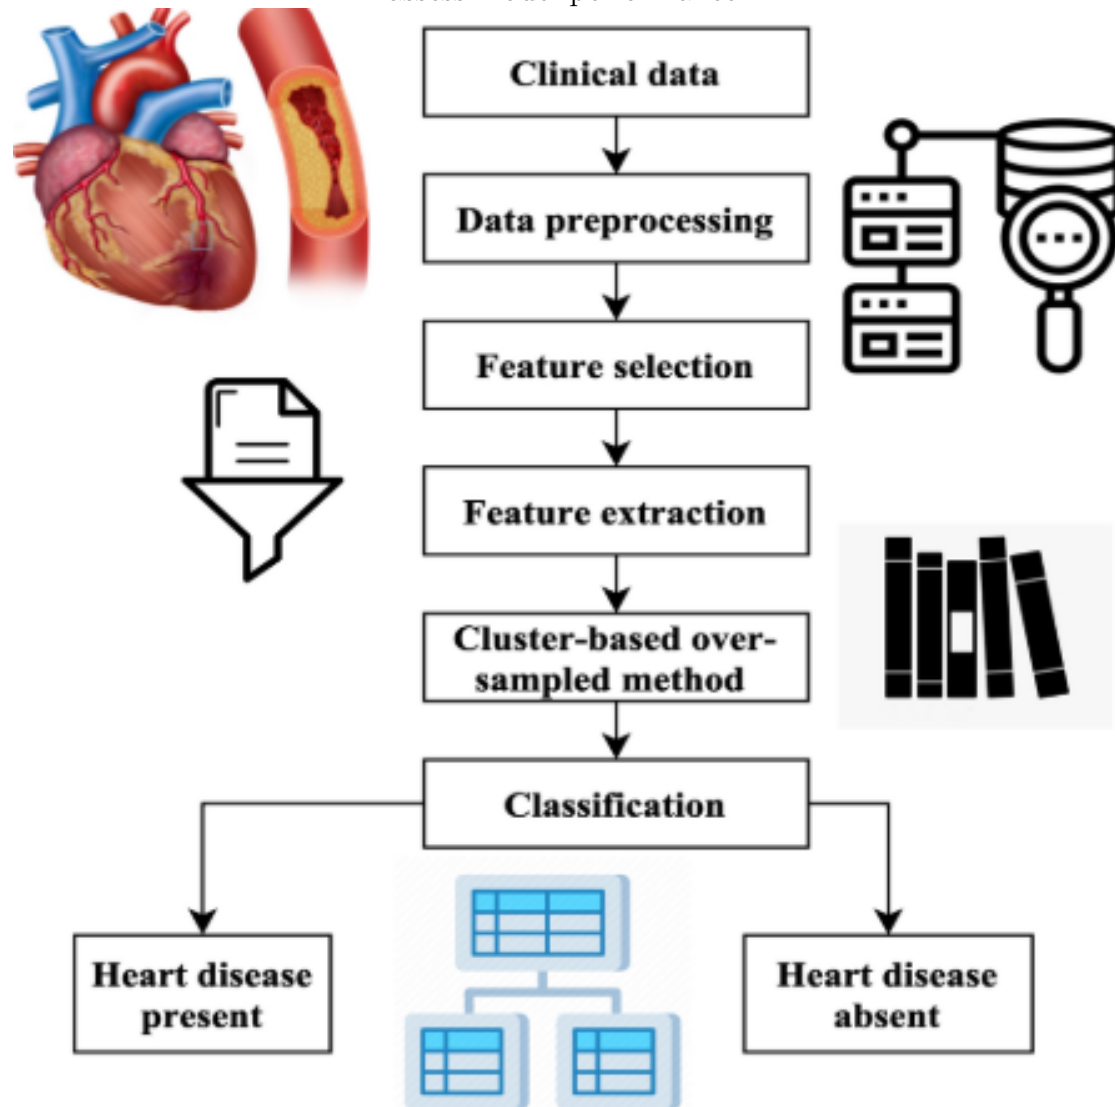 Clinical data
Data preprocessing
Feature selection
Feature extraction
Cluster-based over-
sampled method
Classification
Heart disease
present
Heart disease
absent